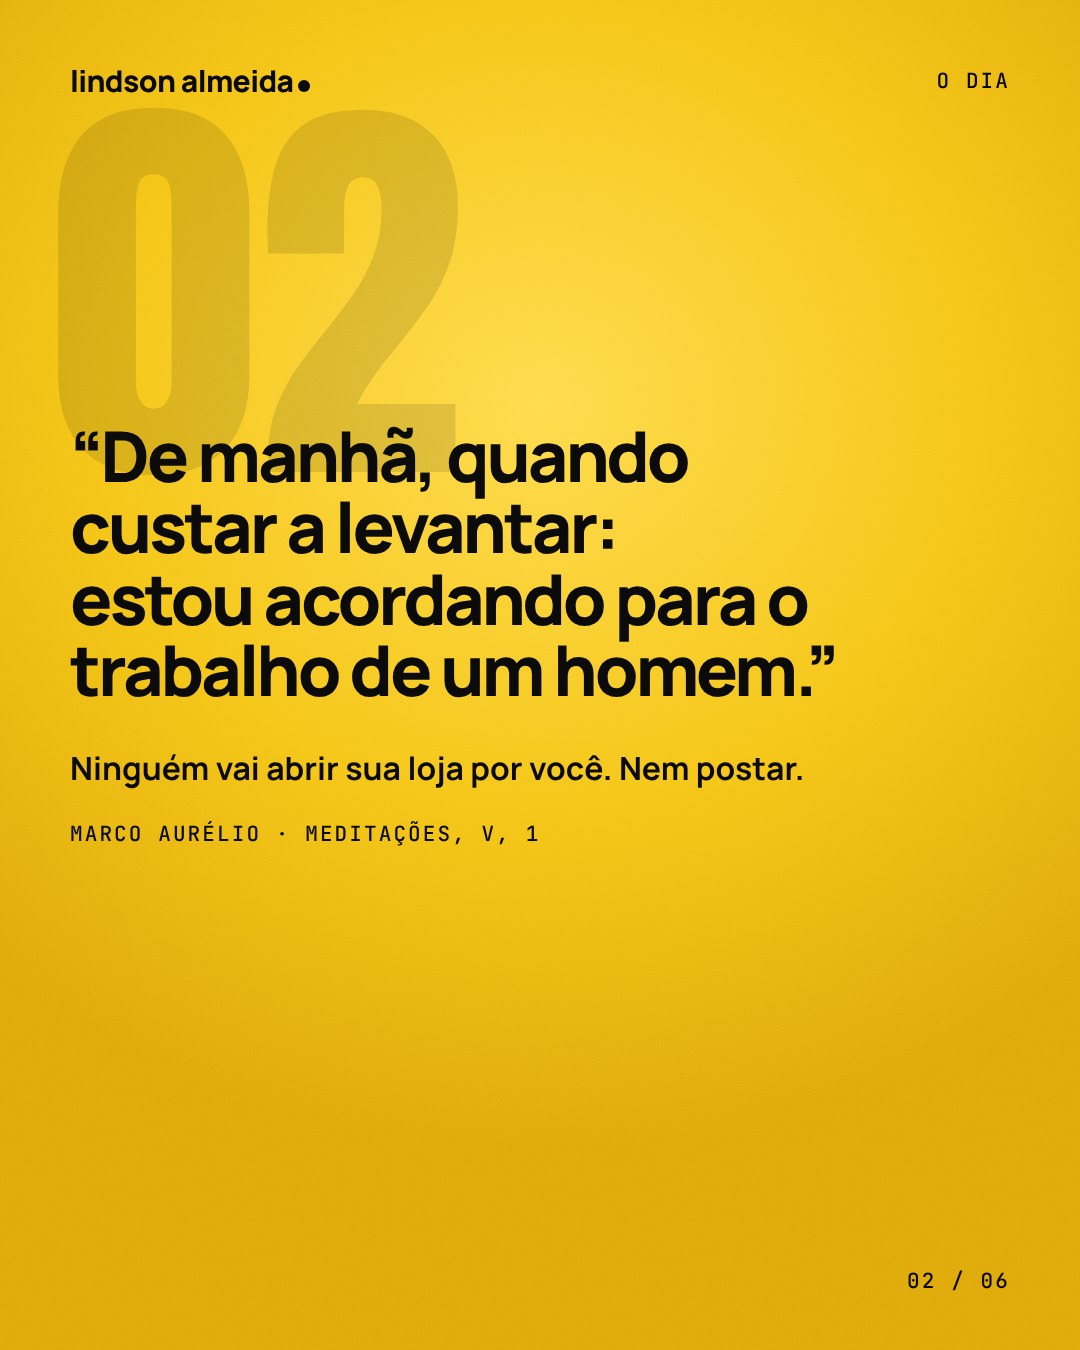 lindson almeida●
O DIA
02
“De manhã, quando
custar a levantar:
estou acordando para o
trabalho de um homem.”
Ninguém vai abrir sua loja por você. Nem postar.
MARCO AURÉLIO · MEDITAÇÕES, V, 1
02 / 06